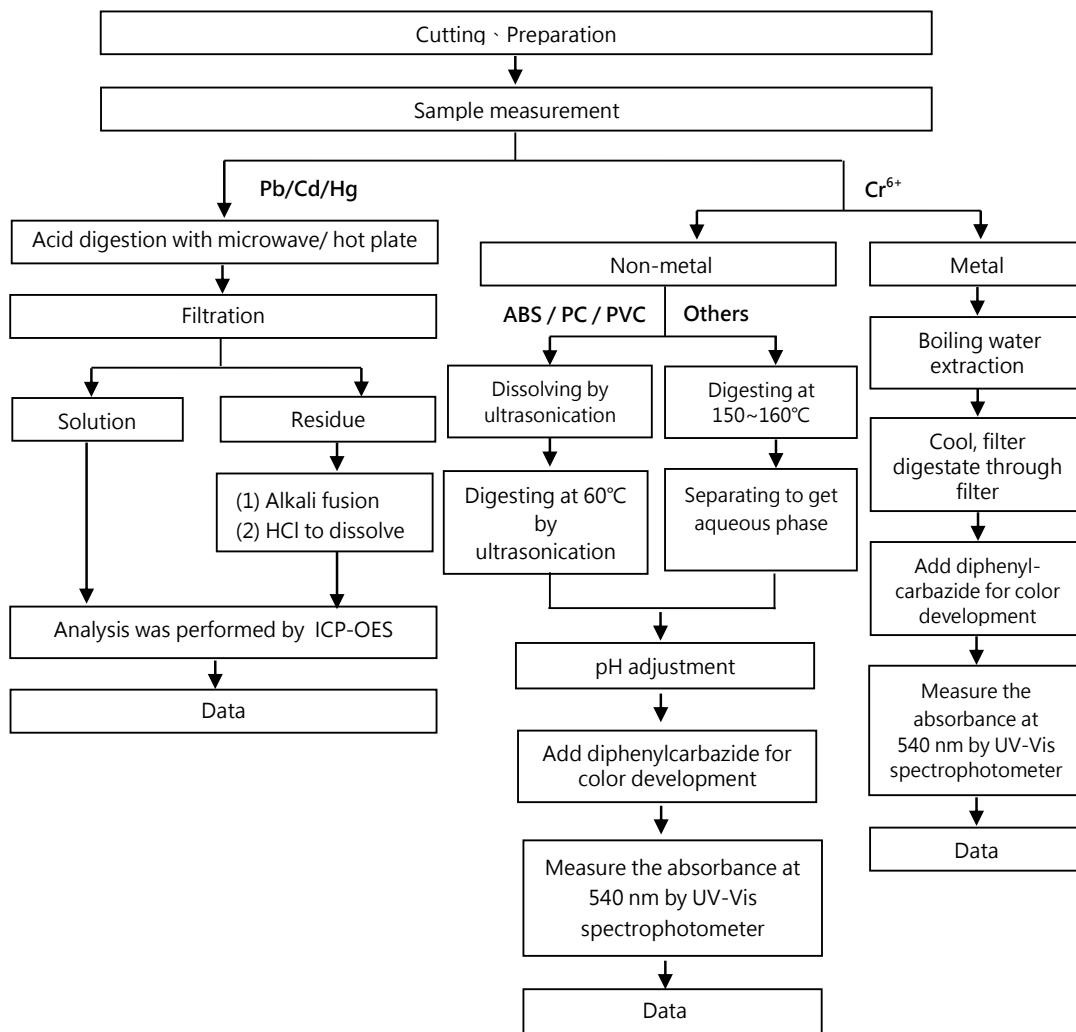 Cutting、Preparation
Sample measurement
Pb/Cd/Hg
Cr⁶⁺
Acid digestion with microwave/ hot plate
Filtration
Solution
Residue
(1) Alkali fusion
(2) HCl to dissolve
Analysis was performed by ICP-OES
Data
Non-metal
ABS / PC / PVC
Others
Dissolving by
ultrasonication
Digesting at 60℃
by
ultrasonication
Digesting at
150~160℃
Separating to get
aqueous phase
pH adjustment
Add diphenylcarbazide for
color development
Measure the absorbance at
540 nm by UV-Vis
spectrophotometer
Data
Metal
Boiling water
extraction
Cool, filter
digestate through
filter
Add diphenyl-
carbazide for color
development
Measure the
absorbance at
540 nm by UV-Vis
spectrophotometer
Data